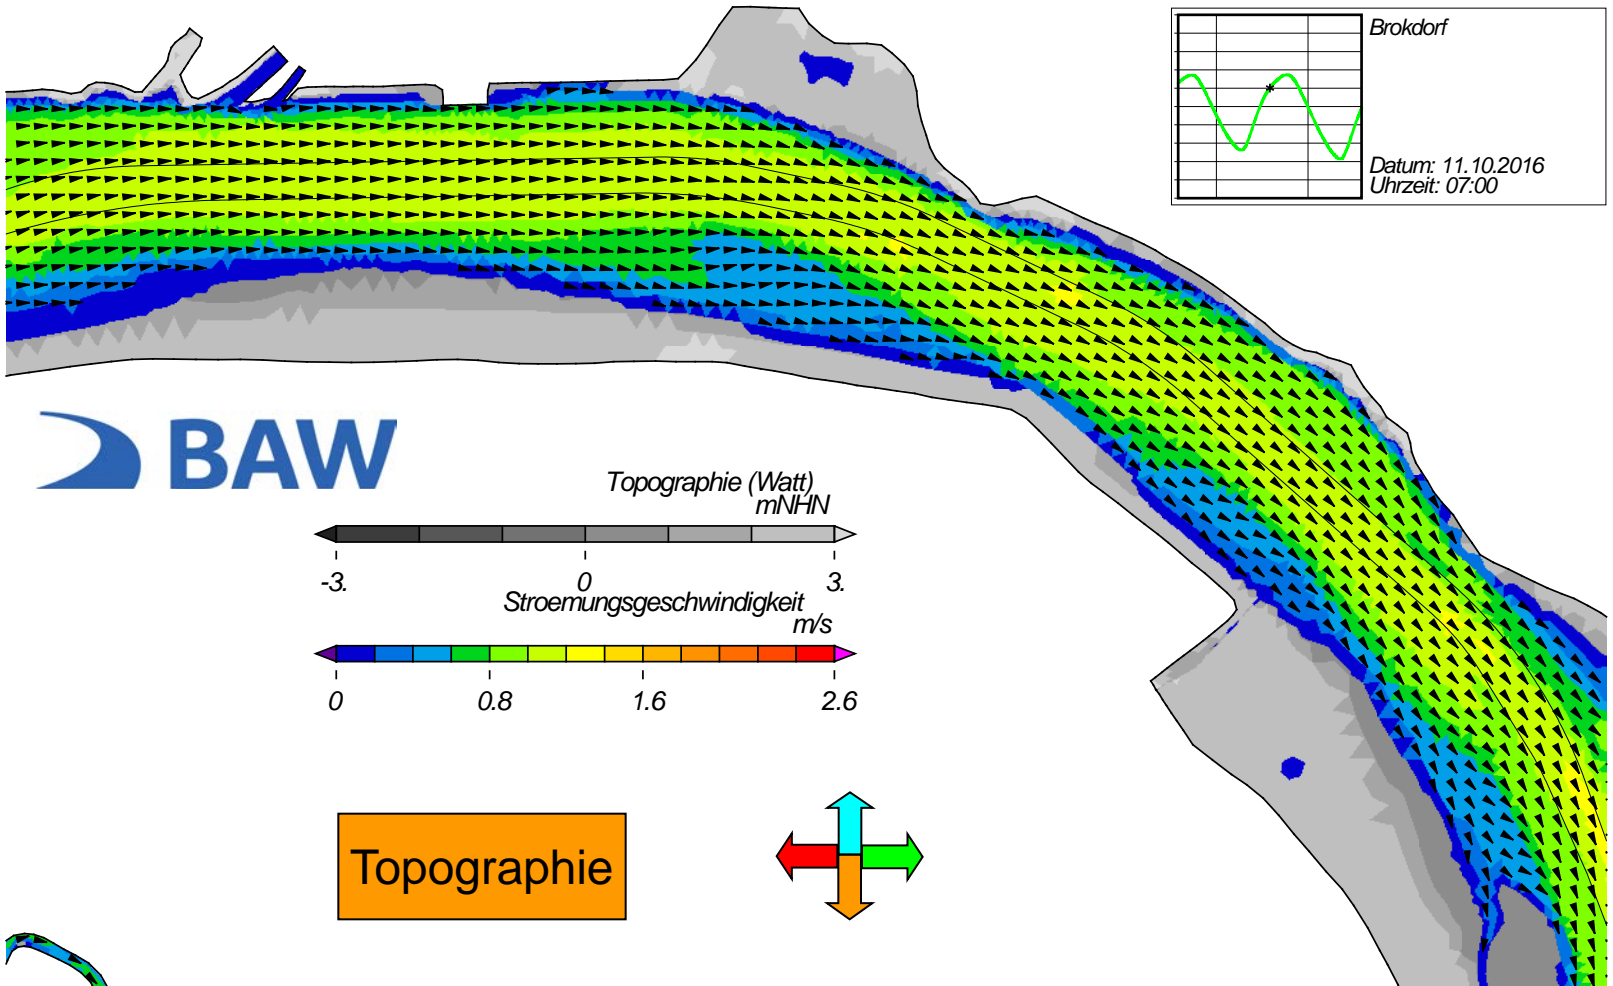 Brokdorf
Datum: 11.10.2016
Uhrzeit: 07:00
BAW
Topographie (Watt)
mNHN
-3. 0 3.
Stroemungsgeschwindigkeit
m/s
0 0.8 1.6 2.6
Topographie